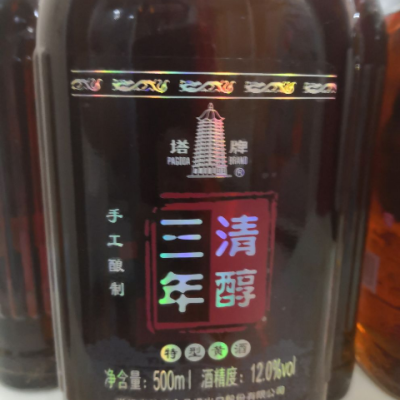 塔牌
PAGODA BRAND
®
手工酿制
清醇
三年
特型黄酒
净含量：500ml 酒精度：12.0%vol